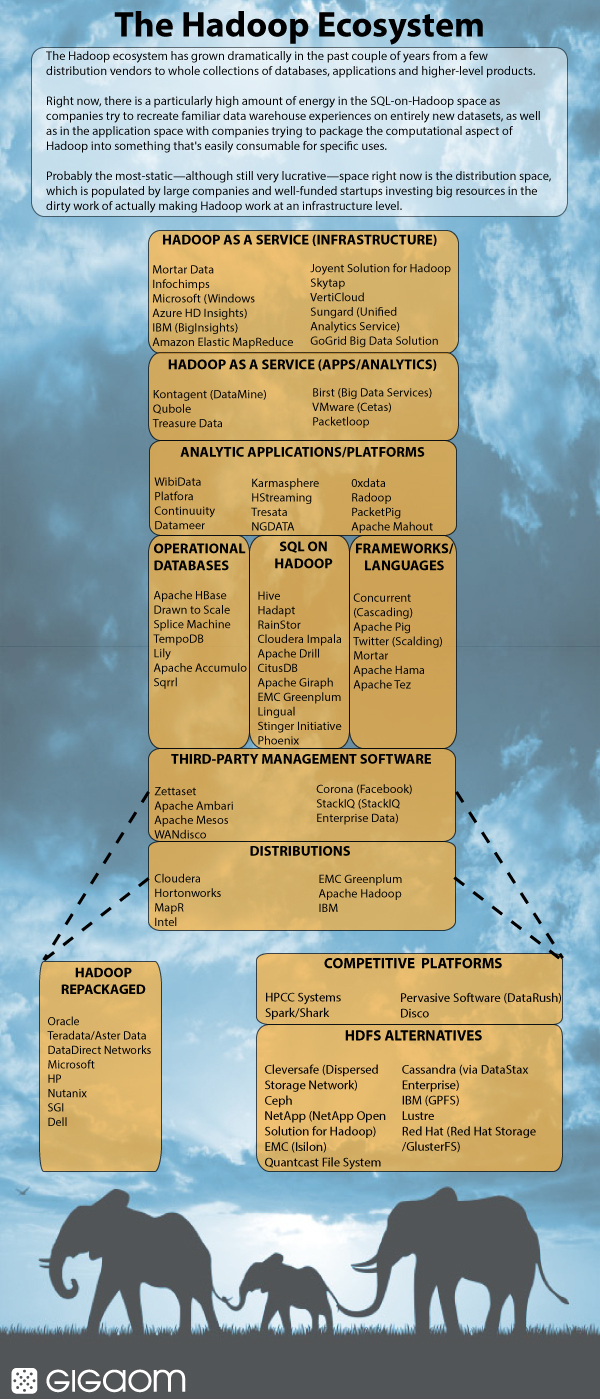 The Hadoop Ecosystem
The Hadoop ecosystem has grown dramatically in the past couple of years from a few
distribution vendors to whole collections of databases, applications and higher-level products.
Right now, there is a particularly high amount of energy in the SQL-on-Hadoop space as
companies try to recreate familiar data warehouse experiences on entirely new datasets, as well
as in the application space with companies trying to package the computational aspect of
Hadoop into something that's easily consumable for specific uses.
Probably the most-static—although still very lucrative—space right now is the distribution space,
which is populated by large companies and well-funded startups investing big resources in the
dirty work of actually making Hadoop work at an infrastructure level.
HADOOP AS A SERVICE (INFRASTRUCTURE)
Mortar Data
Infochimps
Microsoft (Windows
Azure HD Insights)
IBM (BigInsights)
Amazon Elastic MapReduce
Joyent Solution for Hadoop
Skytap
VertiCloud
Sungard (Unified
Analytics Service)
GoGrid Big Data Solution
HADOOP AS A SERVICE (APPS/ANALYTICS)
Kontagent (DataMine)
Qubole
Treasure Data
Birst (Big Data Services)
VMware (Cetas)
Packetloop
ANALYTIC APPLICATIONS/PLATFORMS
WibiData
Platfora
Continuuity
Datameer
Karmasphere
HStreaming
Tresata
NGDATA
0xdata
Radoop
PacketPig
Apache Mahout
OPERATIONAL
DATABASES
Apache HBase
Drawn to Scale
Splice Machine
TempoDB
Lily
Apache Accumulo
Sqrrl
SQL ON
HADOOP
Hive
Hadapt
RainStor
Cloudera Impala
Apache Drill
CitusDB
Apache Giraph
EMC Greenplum
Lingual
Stinger Initiative
Phoenix
FRAMEWORKS/
LANGUAGES
Concurrent
(Cascading)
Apache Pig
Twitter (Scalding)
Mortar
Apache Hama
Apache Tez
THIRD-PARTY MANAGEMENT SOFTWARE
Zettaset
Apache Ambari
Apache Mesos
WANdisco
Corona (Facebook)
StackIQ (StackIQ
Enterprise Data)
DISTRIBUTIONS
Cloudera
Hortonworks
MapR
Intel
EMC Greenplum
Apache Hadoop
IBM
HADOOP
REPACKAGED
Oracle
Teradata/Aster Data
DataDirect Networks
Microsoft
HP
Nutanix
SGI
Dell
COMPETITIVE PLATFORMS
HPCC Systems
Spark/Shark
Pervasive Software (DataRush)
Disco
HDFS ALTERNATIVES
Cleversafe (Dispersed
Storage Network)
Ceph
NetApp (NetApp Open
Solution for Hadoop)
EMC (Isilon)
Quantcast File System
Cassandra (via DataStax
Enterprise)
IBM (GPFS)
Lustre
Red Hat (Red Hat Storage
/GlusterFS)
GIGAOM